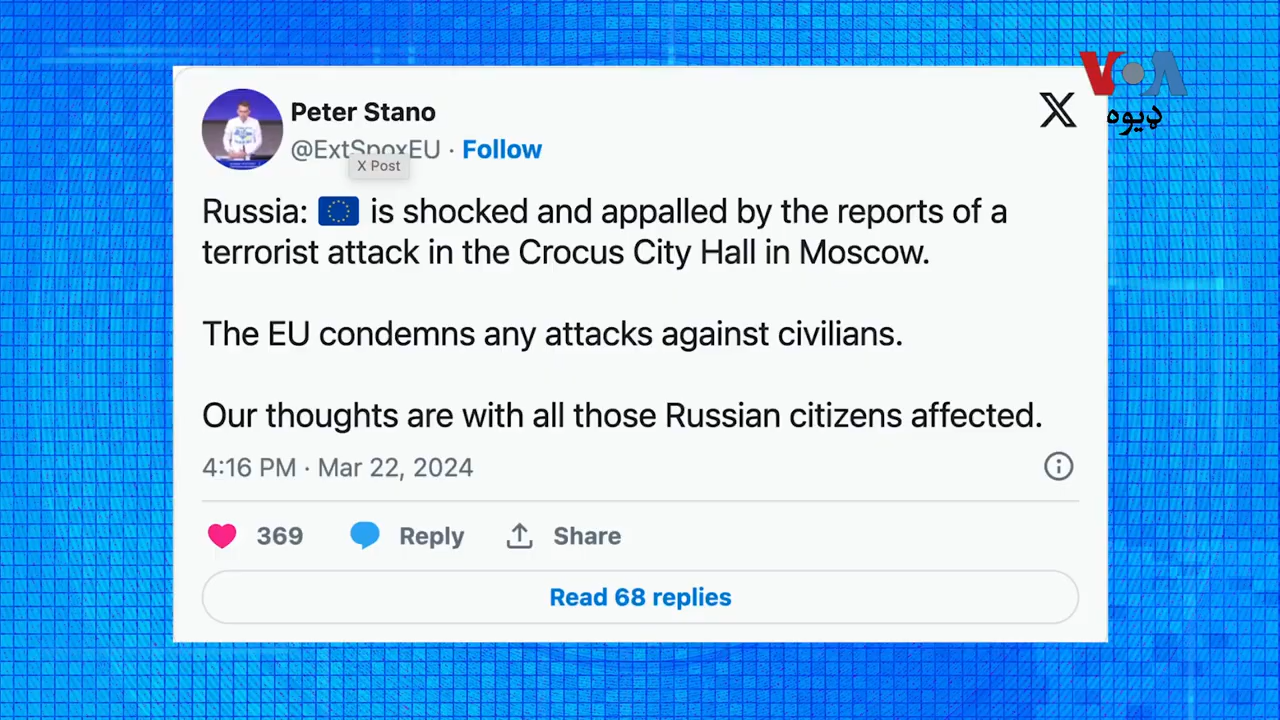 VOA
ډیوه
Peter Stano
@ExtSpoxEU · Follow
X Post
Russia: 🇪🇺 is shocked and appalled by the reports of a
terrorist attack in the Crocus City Hall in Moscow.
The EU condemns any attacks against civilians.
Our thoughts are with all those Russian citizens affected.
4:16 PM · Mar 22, 2024
369 Reply Share
Read 68 replies